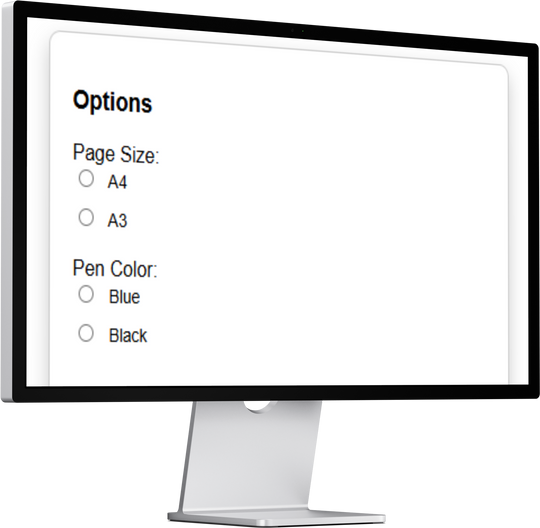 Options
Page Size:
A4
A3
Pen Color:
Blue
Black